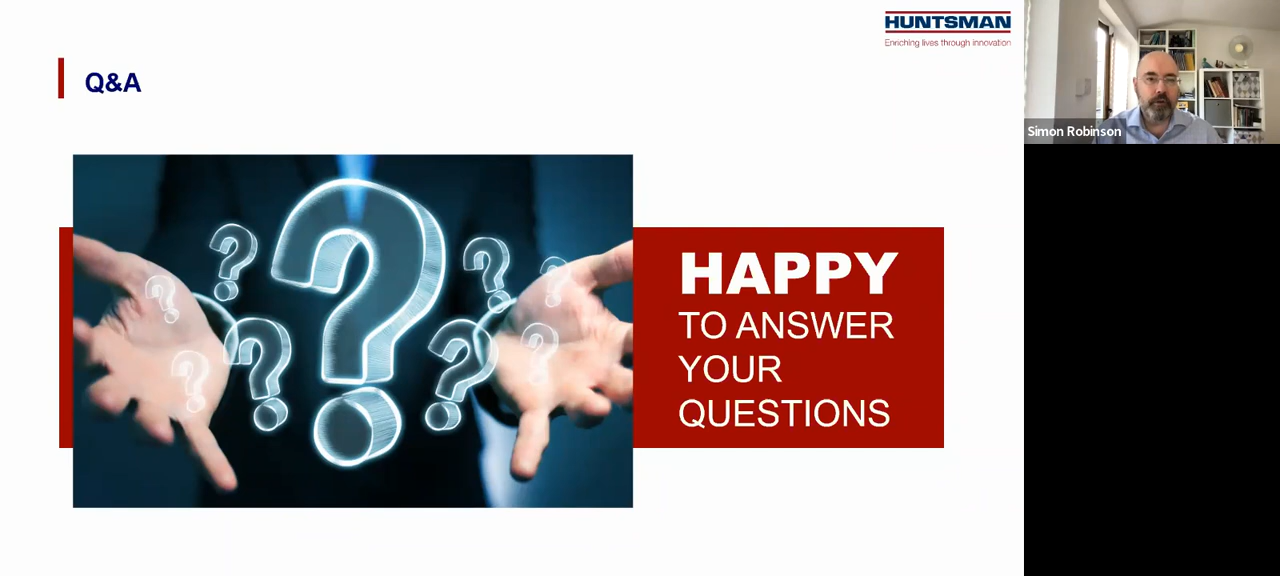 HUNTSMAN
Enriching lives through innovation
Q&A
HAPPY
TO ANSWER
YOUR
QUESTIONS
Simon Robinson